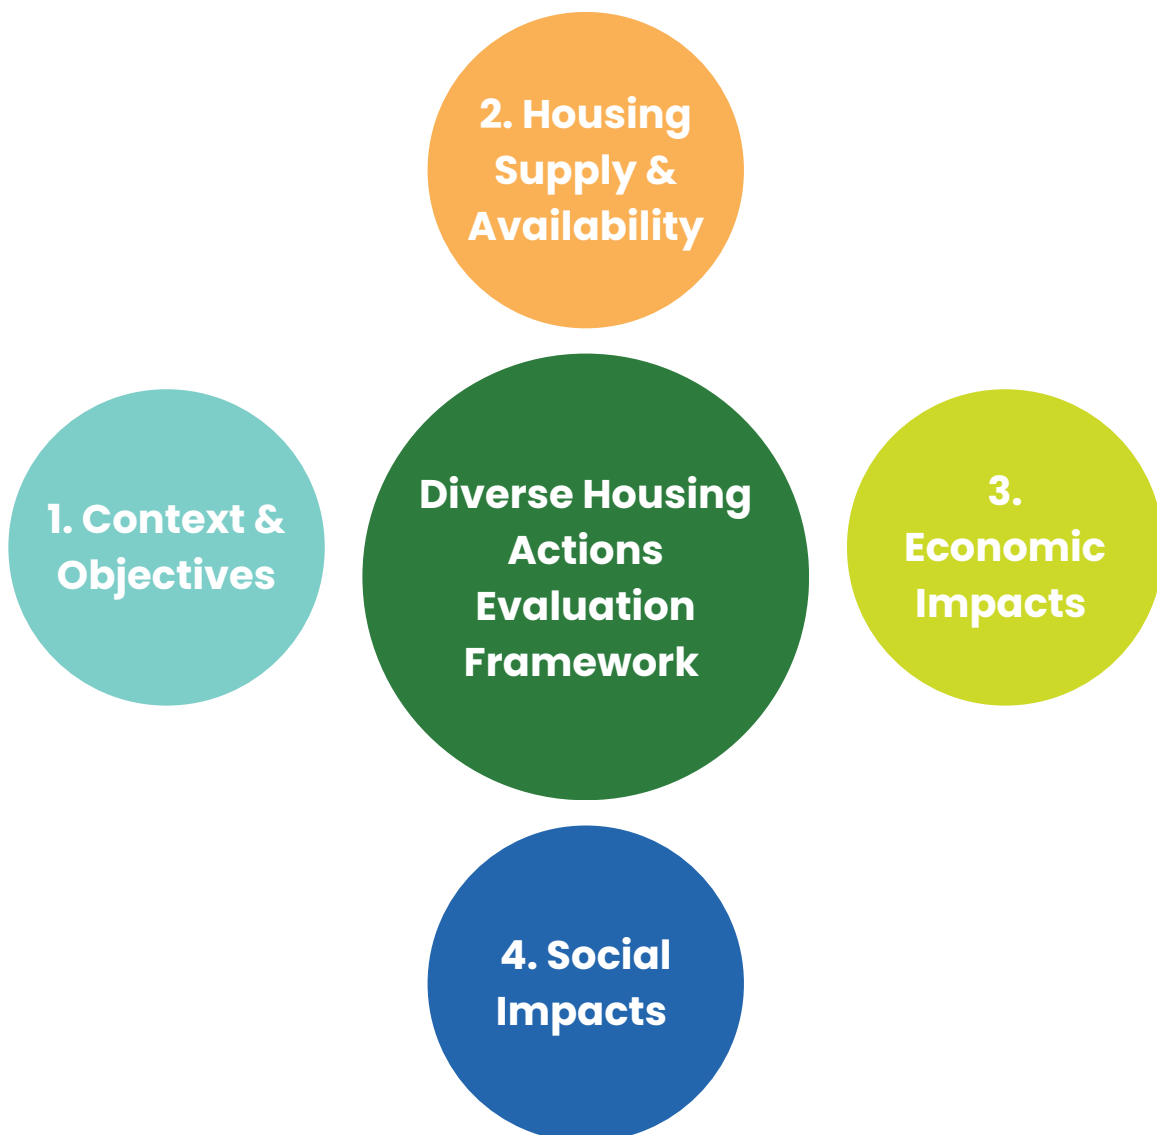 2. Housing
Supply &
Availability
1. Context &
Objectives
Diverse Housing
Actions
Evaluation
Framework
3.
Economic
Impacts
4. Social
Impacts